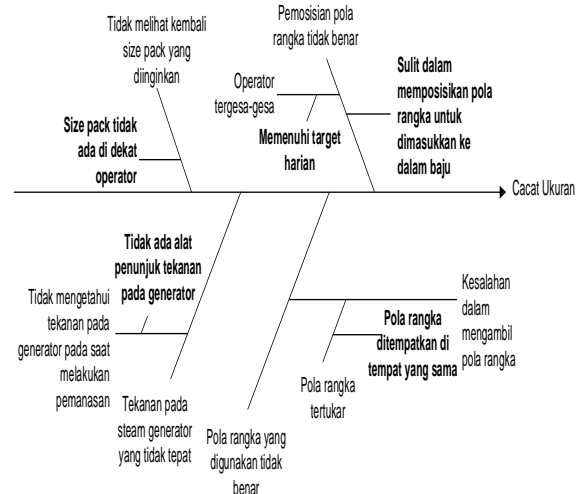 Tidak melihat kembali
size pack yang
diinginkan
Size pack tidak
ada di dekat
operator
Pemosisian pola
rangka tidak benar
Operator
tergesa-gesa
Memenuhi target
harian
Sulit dalam
memposisikan pola
rangka untuk
dimasukkan ke
dalam baju
Cacat Ukuran
Tidak ada alat
penunjuk tekanan
pada generator
Tidak mengetahui
tekanan pada
generator pada saat
melakukan
pemanasan
Tekanan pada
steam generator
yang tidak tepat
Kesalahan
dalam
mengambil
pola rangka
Pola rangka
ditempatkan di
tempat yang sama
Pola rangka
tertukar
Pola rangka yang
digunakan tidak
benar